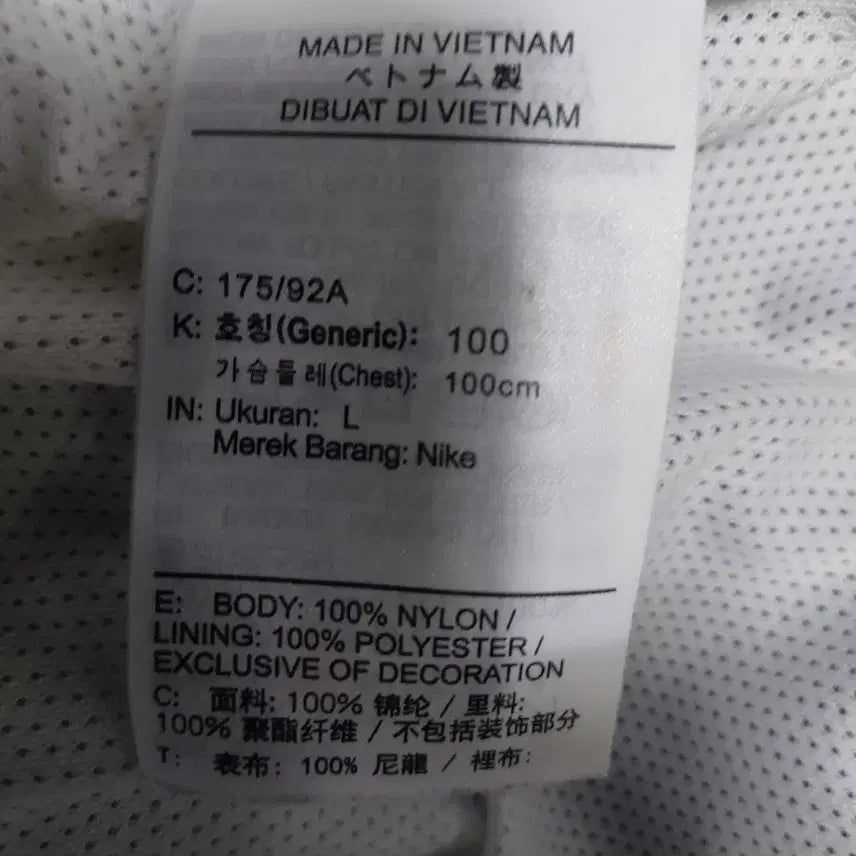 MADE IN VIETNAM
ベトナム製
DIBUAT DI VIETNAM
C: 175/92A
K: 호칭(Generic): 100
가슴둘레(Chest): 100cm
IN: Ukuran: L
Merek Barang: Nike
E: BODY: 100% NYLON /
LINING: 100% POLYESTER /
EXCLUSIVE OF DECORATION
C: 面料: 100% 锦纶 / 里料:
100% 聚酯纤维 / 不包括装饰部分
T: 表布: 100% 尼龍 / 裡布: